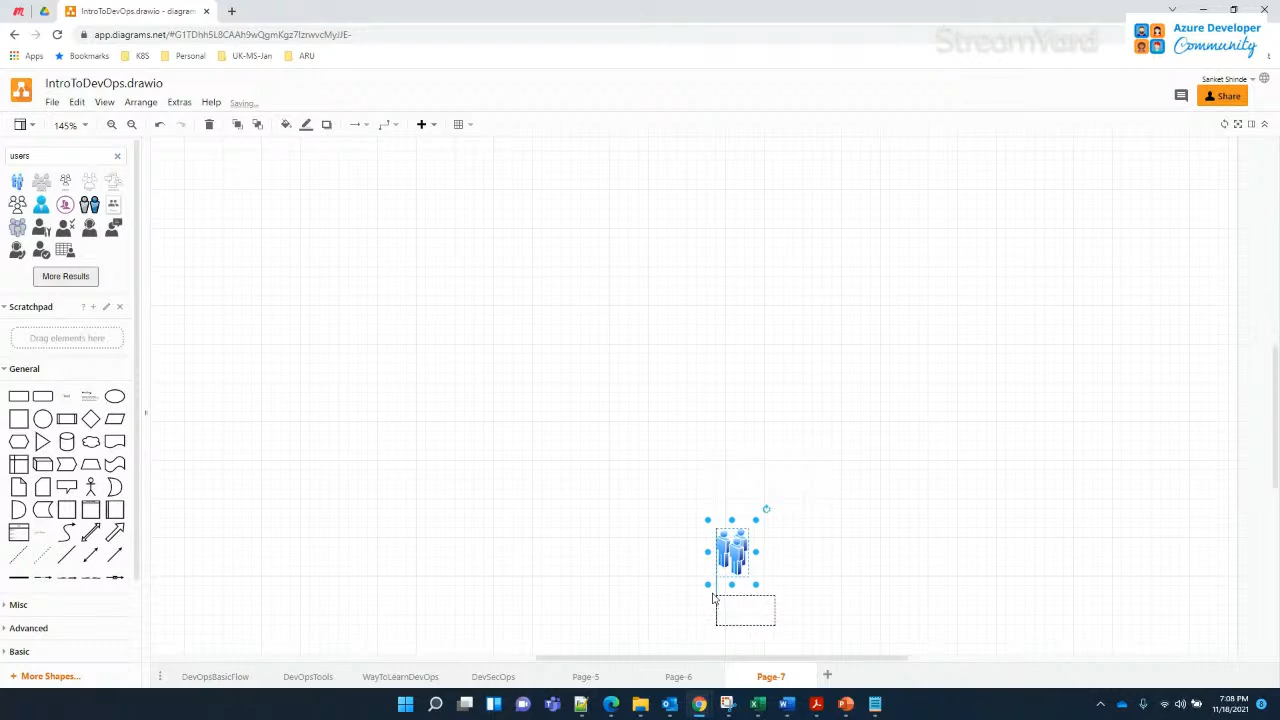 IntroToDevOps.drawio - diagram
app.diagrams.net/#G1TDhh5L8CAAh9wQgmKgz7IzrwvcMyJJE-
Apps
Bookmarks
K8S
Personal
UK-MS-Jan
ARU
StreamYard
Azure Developer
Community
IntroToDevOps.drawio
File Edit View Arrange Extras Help Saving...
Sanket Shinde
Share
145%
users
More Results
Scratchpad
?
Drag elements here
General
Misc
Advanced
Basic
+ More Shapes...
DevOpsBasicFlow
DevOpsTools
WayToLearnDevOps
DevSecOps
Page-5
Page-6
Page-7
7:08 PM
11/18/2021